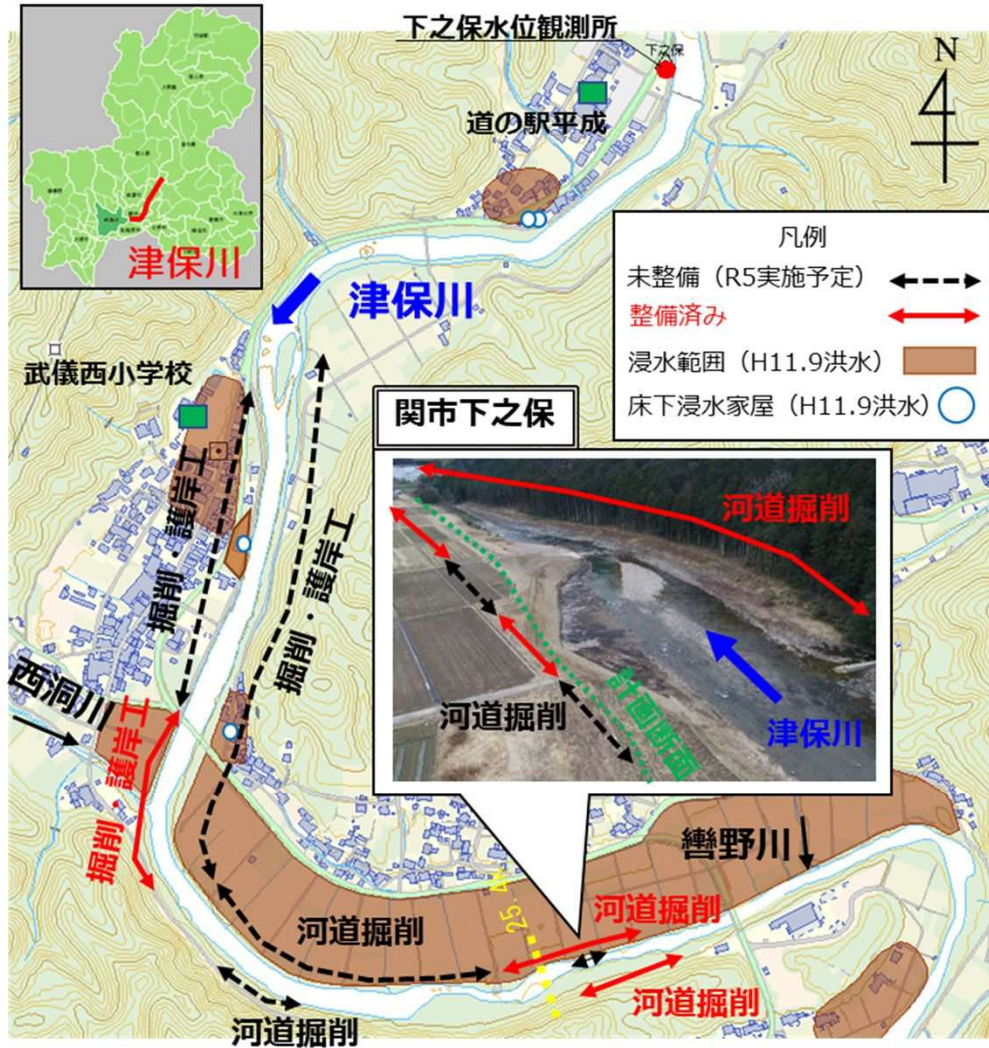 下之保水位観測所
下之保
N
道の駅平成
津保川
凡例
未整備（R5実施予定）
整備済み
浸水範囲（H11.9洪水）
床下浸水家屋（H11.9洪水）
津保川
武儀西小学校
関市下之保
掘削・護岸工
掘削・護岸工
河道掘削
河道掘削
計画断面
津保川
西洞川
掘削・護岸工
轡野川
25.4
河道掘削
河道掘削
河道掘削
河道掘削